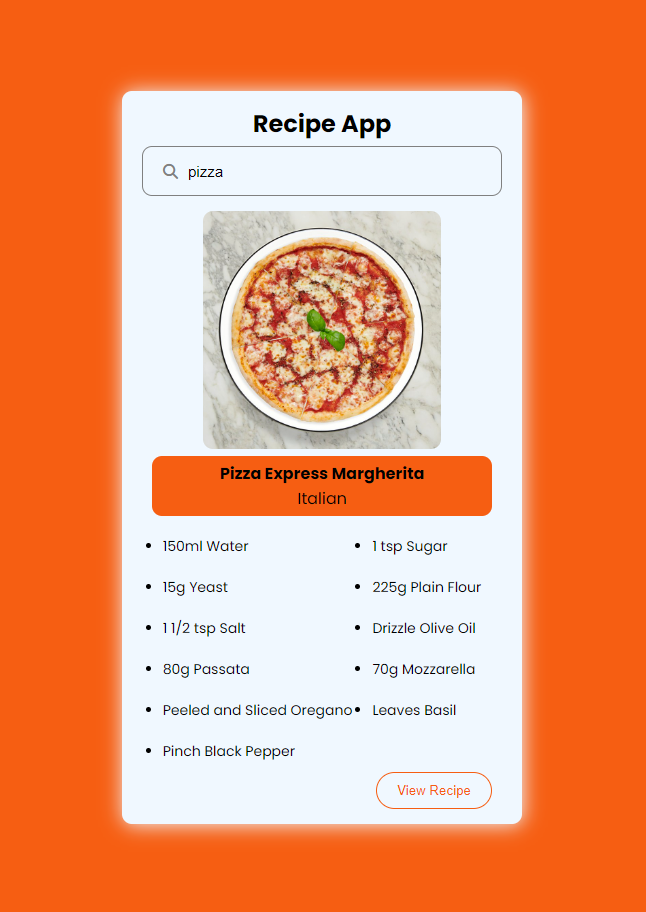 Recipe App
pizza
Pizza Express Margherita
Italian
150ml Water
1 tsp Sugar
15g Yeast
225g Plain Flour
1 1/2 tsp Salt
Drizzle Olive Oil
80g Passata
70g Mozzarella
Peeled and Sliced Oregano
Leaves Basil
Pinch Black Pepper
View Recipe